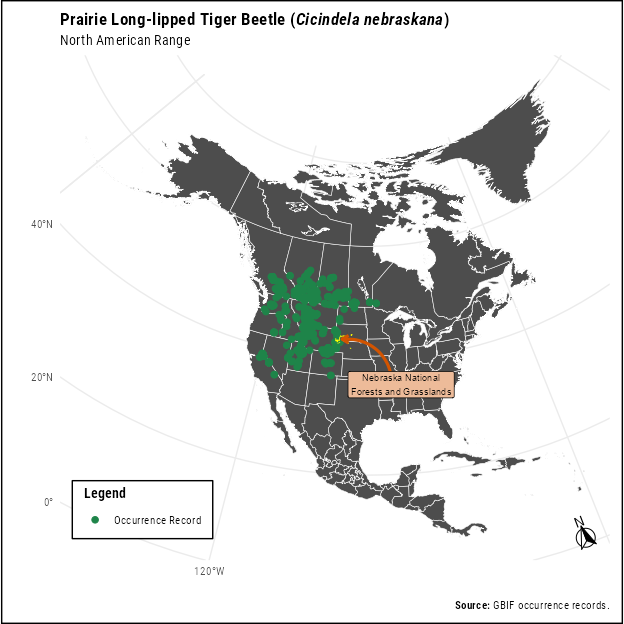 Prairie Long-lipped Tiger Beetle (Cicindela nebraskana)
North American Range
40°N
20°N
Nebraska National
Forests and Grasslands
Legend
Occurrence Record
0°
N
120°W
Source: GBIF occurrence records.